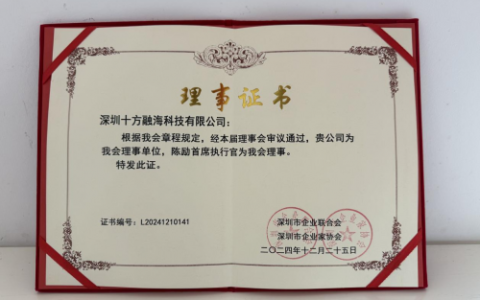 理事证书
深圳十方融海科技有限公司：
根据我会章程规定，经本届理事会审议通过，贵公司为
我会理事单位，陈励首席执行官为我会理事。
特发此证。
证书编号：L20241210141
深圳市企业联合会
深圳市企业家协会
二〇二四年十二月二十五日